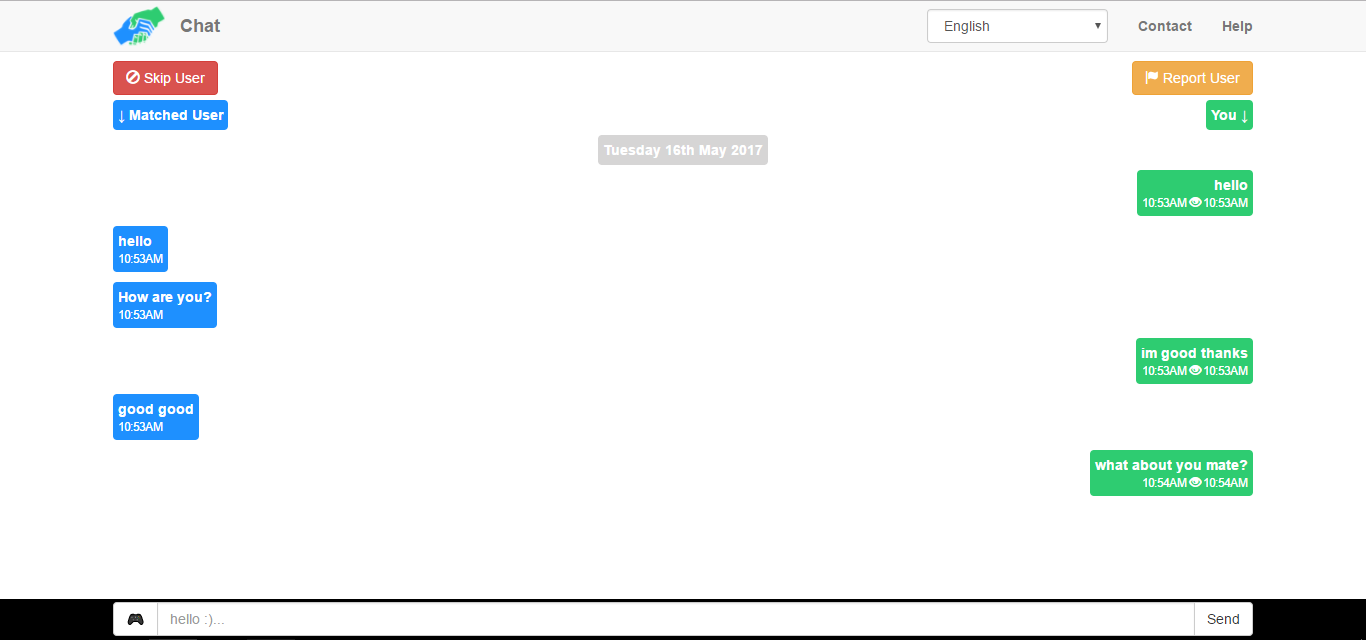 Chat
English
Contact
Help
Skip User
Report User
↓ Matched User
You ↓
Tuesday 16th May 2017
hello
10:53AM 10:53AM
hello
10:53AM
How are you?
10:53AM
im good thanks
10:53AM 10:53AM
good good
10:53AM
what about you mate?
10:54AM 10:54AM
hello :)...
Send